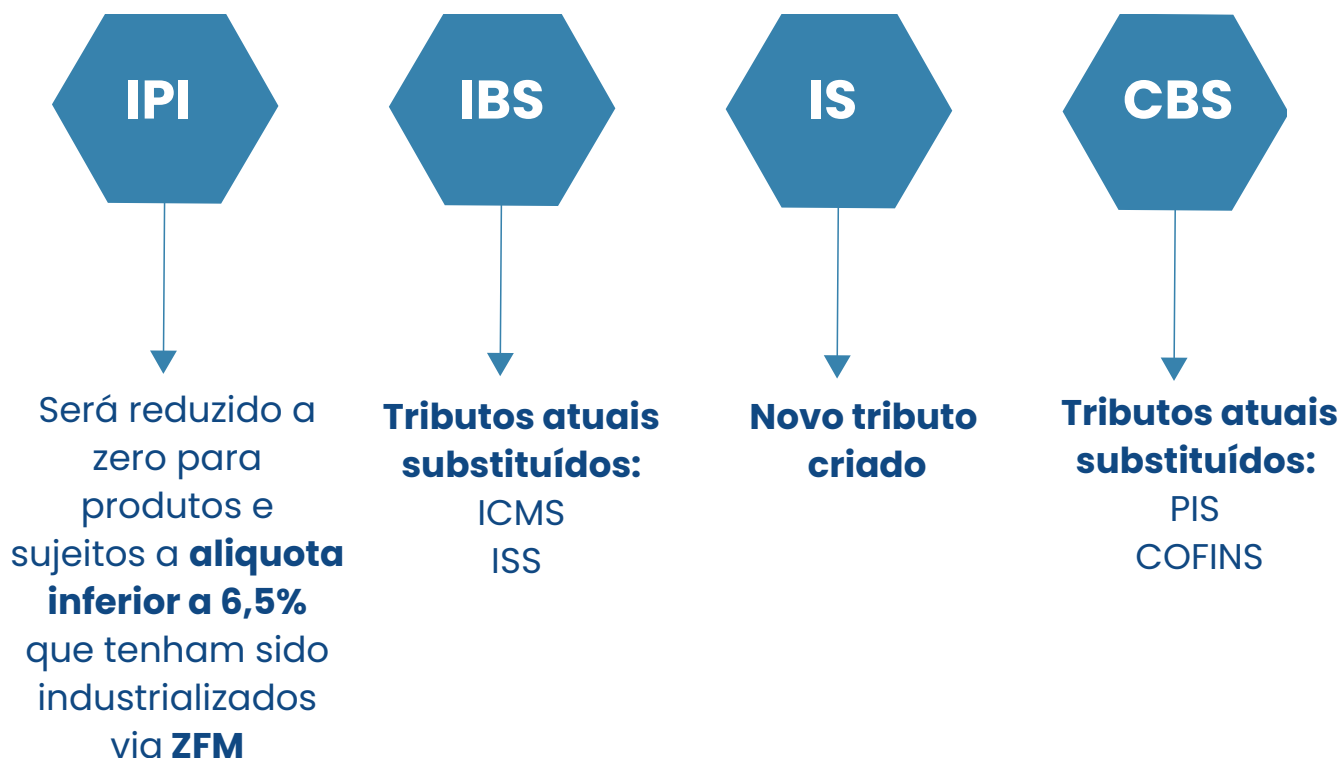 IPI
Será reduzido a
zero para
produtos e
sujeitos a aliquota
inferior a 6,5%
que tenham sido
industrializados
via ZFM
IBS
Tributos atuais
substituídos:
ICMS
ISS
IS
Novo tributo
criado
CBS
Tributos atuais
substituídos:
PIS
COFINS